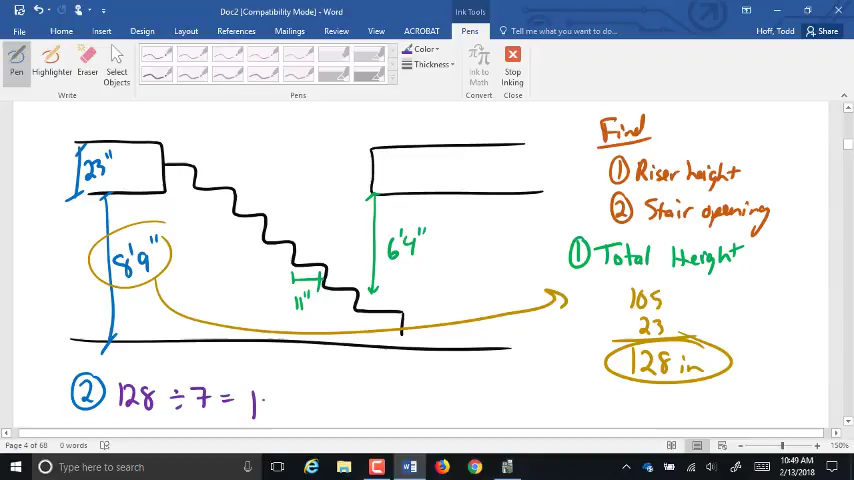 Doc2 [Compatibility Mode] - Word
Ink Tools
Hoff, Todd
File
Home
Insert
Design
Layout
References
Mailings
Review
View
ACROBAT
Pens
Tell me what you want to do...
Share
Pen
Highlighter
Eraser
Select Objects
Color
Thickness
Ink to Math
Stop Inking
Write
Pens
Convert
Close
Find
① Riser height
② Stair opening
① Total Height
105
23
128 in
23"
8'9"
6'4"
11"
② 128 ÷ 7 = 1
Page 4 of 68
0 words
150%
Type here to search
10:49 AM
2/13/2018